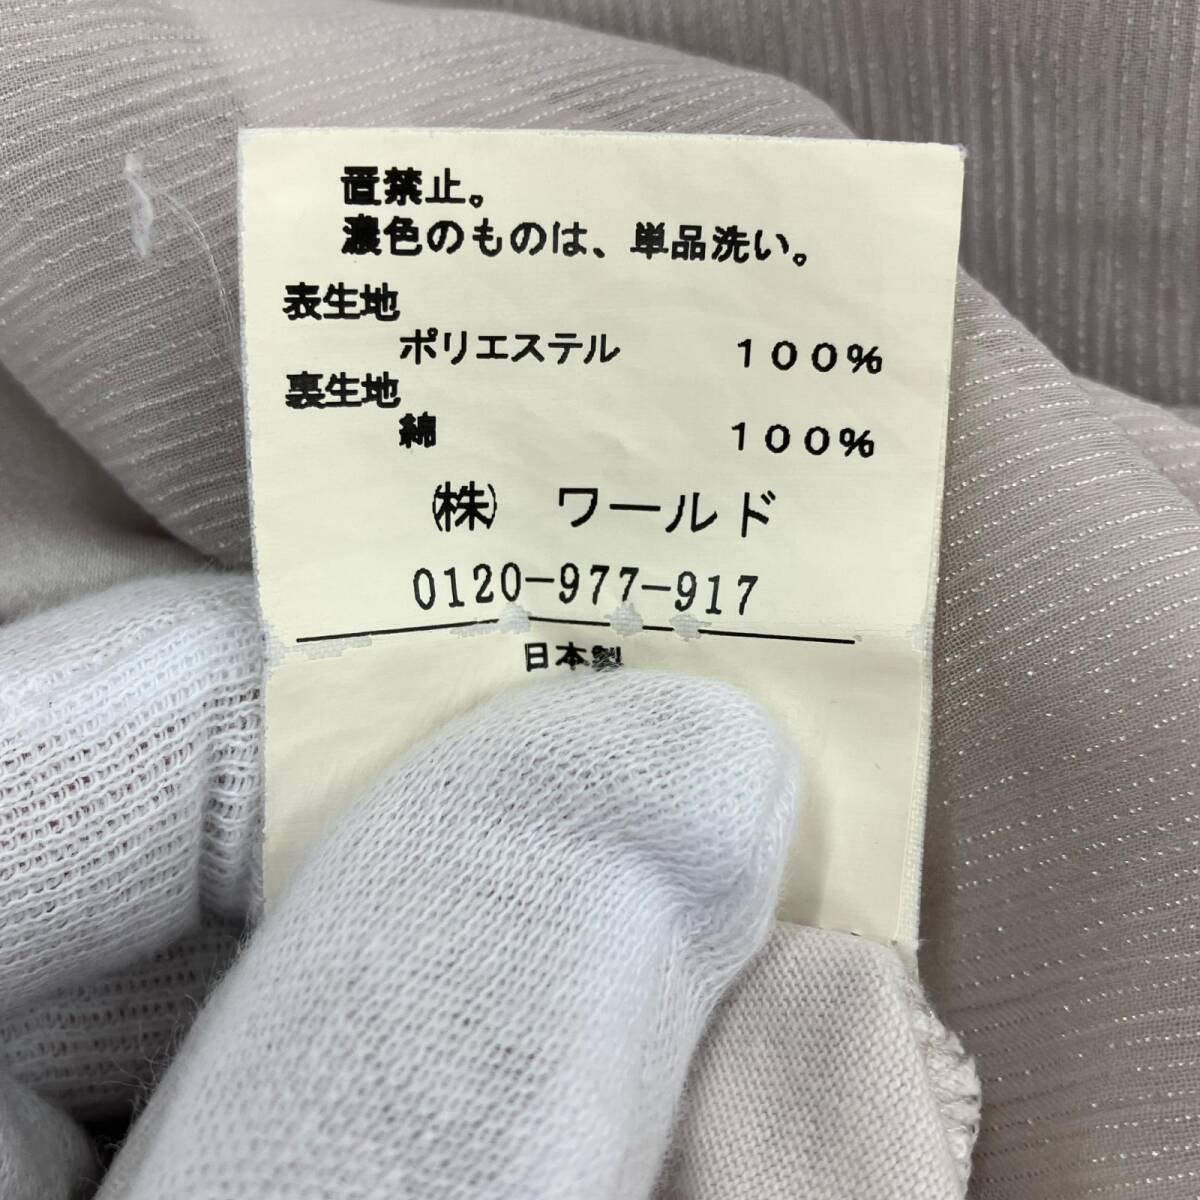 置禁止。
濃色のものは、単品洗い。
表生地
ポリエステル 100%
裏生地
綿 100%
㈱ ワールド
0120-977-917
日本製